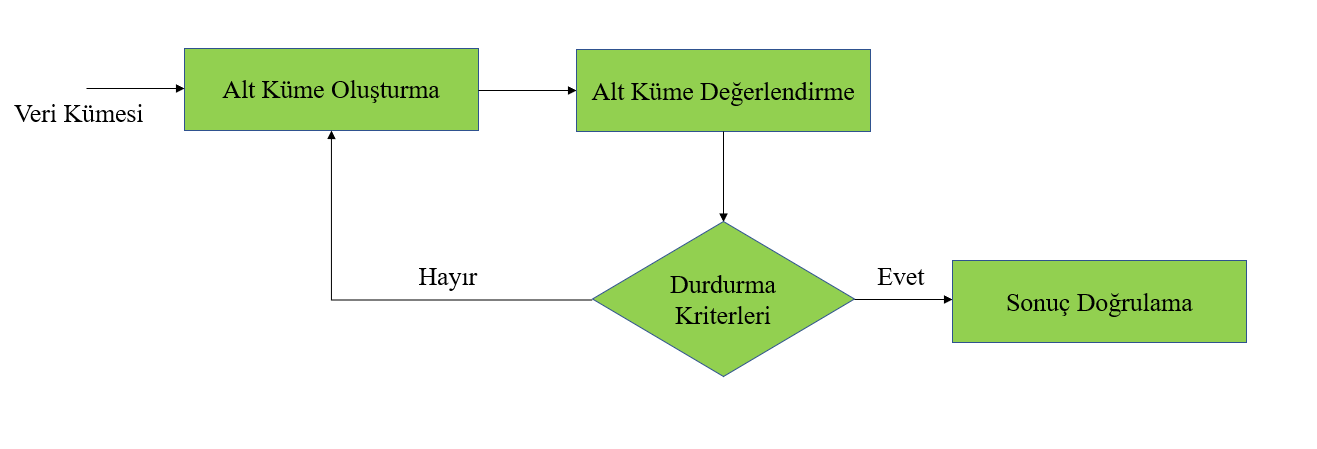 Veri Kümesi
Alt Küme Oluşturma
Alt Küme Değerlendirme
Hayır
Durdurma
Kriterleri
Evet
Sonuç Doğrulama